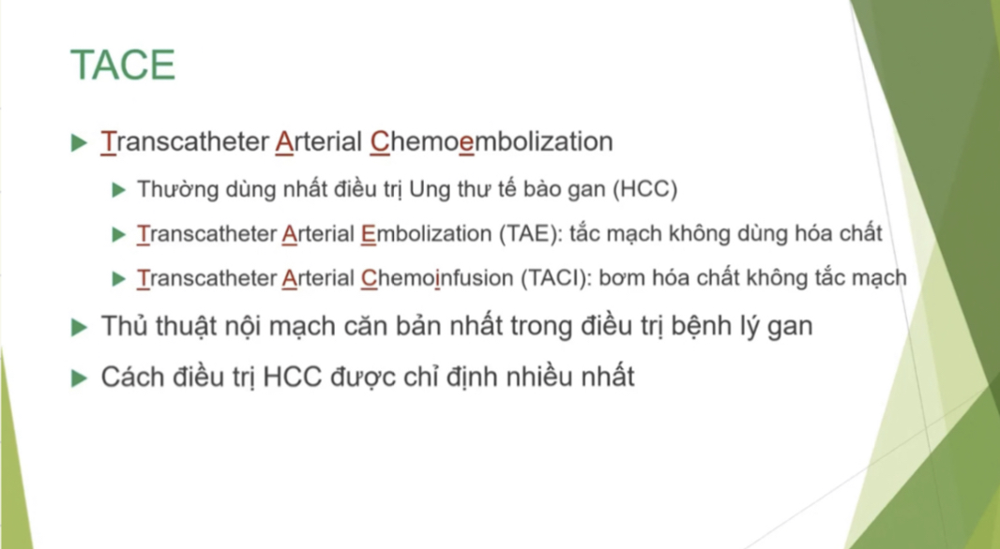 TACE
Transcatheter Arterial Chemoembolization
Thường dùng nhất điều trị Ung thư tế bào gan (HCC)
Transcatheter Arterial Embolization (TAE): tắc mạch không dùng hóa chất
Transcatheter Arterial Chemoinfusion (TACI): bơm hóa chất không tắc mạch
Thủ thuật nội mạch căn bản nhất trong điều trị bệnh lý gan
Cách điều trị HCC được chỉ định nhiều nhất